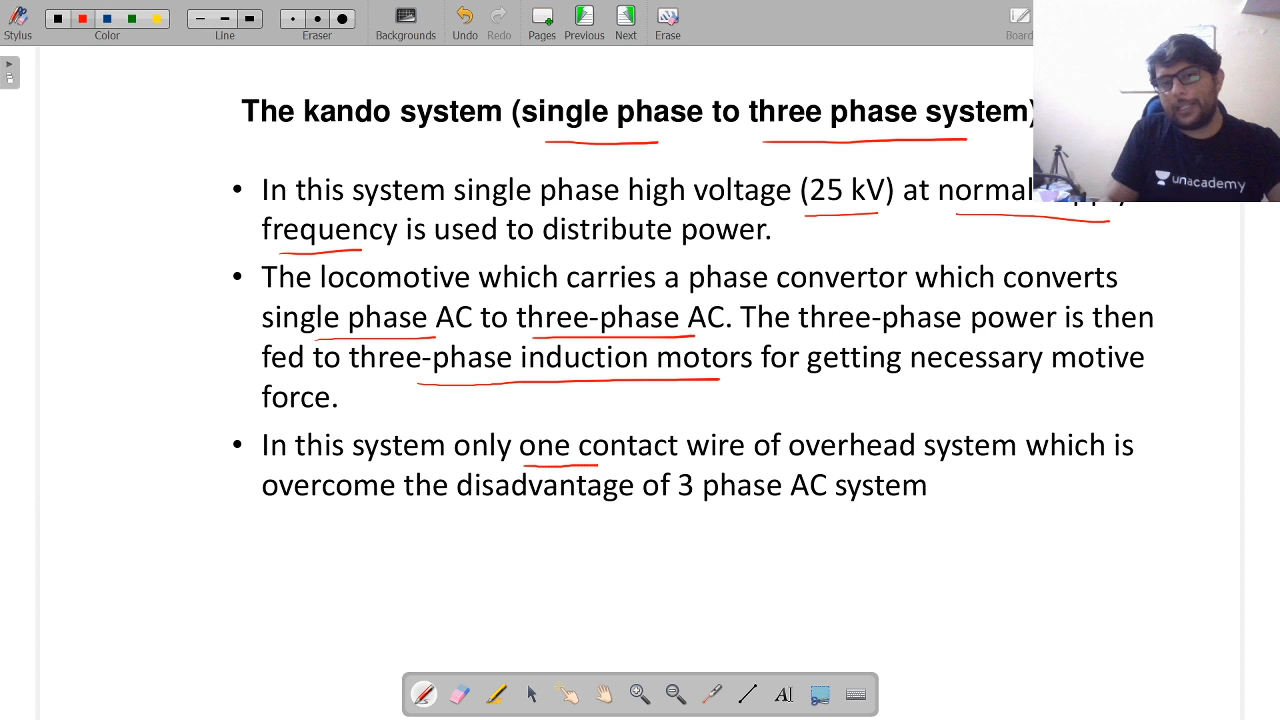 Stylus
Color
Line
Eraser
Backgrounds
Undo
Redo
Pages
Previous
Next
Erase
Board
The kando system (single phase to three phase system)
unacademy
• In this system single phase high voltage (25 kV) at normal
frequency is used to distribute power.
• The locomotive which carries a phase convertor which converts
single phase AC to three-phase AC. The three-phase power is then
fed to three-phase induction motors for getting necessary motive
force.
• In this system only one contact wire of overhead system which is
overcome the disadvantage of 3 phase AC system
AI